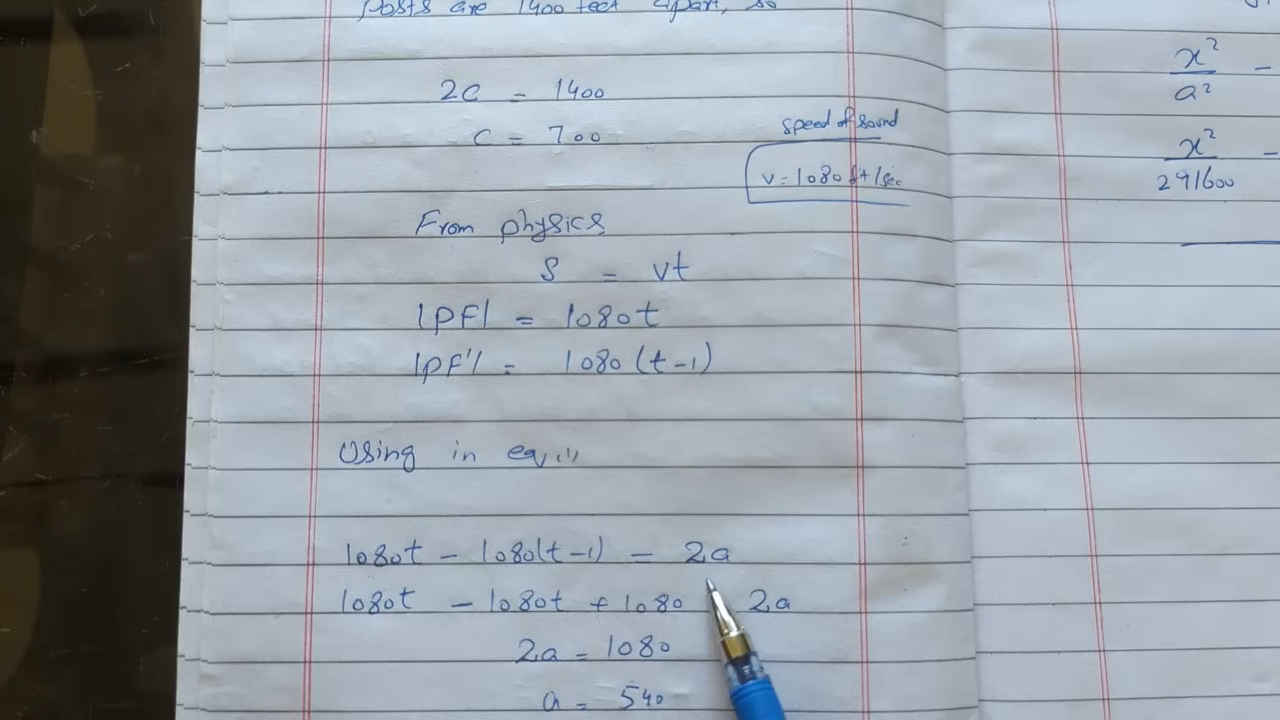 Posts are 1400 feet apart, so
2c = 1400
c = 700
speed of sound
v = 1080 ft/sec
From physics
S = vt
|PF| = 1080t
|PF'| = 1080(t-1)
Using in eq (1)
1080t - 1080(t-1) = 2a
1080t - 1080t + 1080 2a
2a = 1080
a = 540
x²/a² -
x²/291600 -